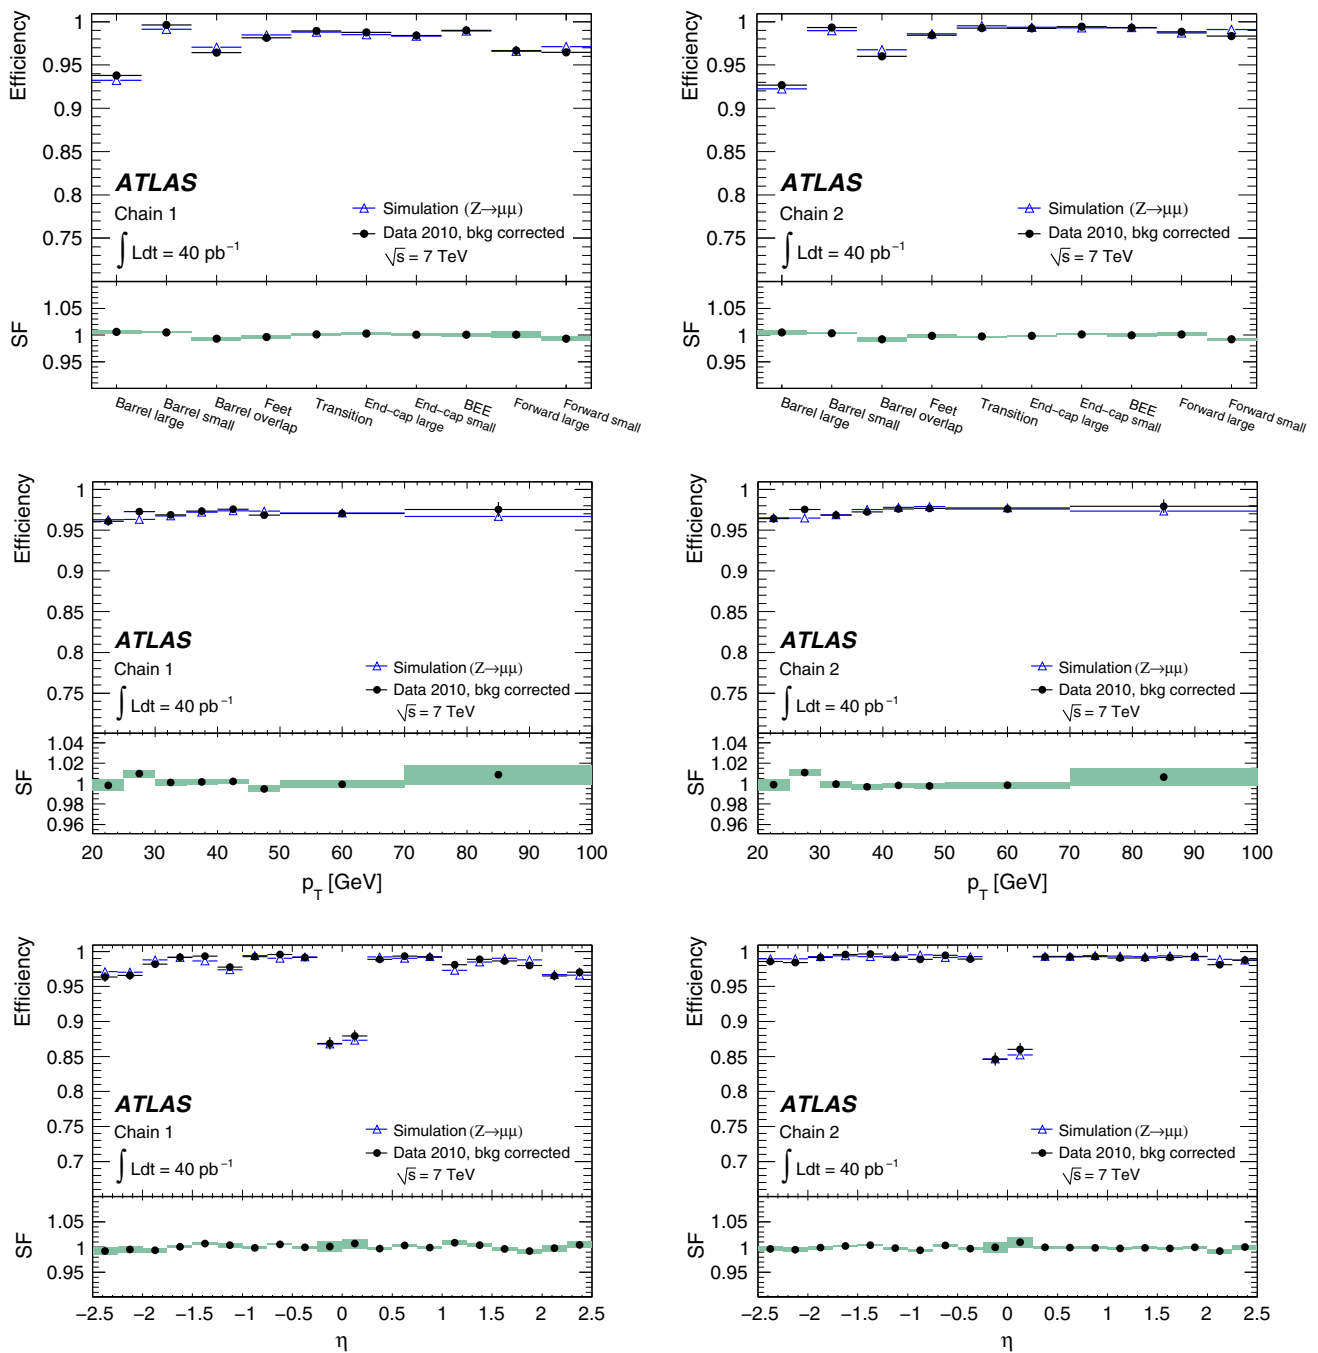 Efficiency
1
0.95
0.9
0.85
0.8
0.75
ATLAS
Chain 1
∫ Ldt = 40 pb⁻¹
Simulation (Z→μμ)
Data 2010, bkg corrected
√s = 7 TeV
SF
1.05
1
0.95
Barrel large
Barrel small
Barrel overlap
Feet
Transition
End-cap large
End-cap small
BEE
Forward large
Forward small
Efficiency
1
0.95
0.9
0.85
0.8
0.75
ATLAS
Chain 2
∫ Ldt = 40 pb⁻¹
Simulation (Z→μμ)
Data 2010, bkg corrected
√s = 7 TeV
SF
1.05
1
0.95
Barrel large
Barrel small
Barrel overlap
Feet
Transition
End-cap large
End-cap small
BEE
Forward large
Forward small
Efficiency
1
0.95
0.9
0.85
0.8
0.75
ATLAS
Chain 1
∫ Ldt = 40 pb⁻¹
Simulation (Z→μμ)
Data 2010, bkg corrected
√s = 7 TeV
SF
1.04
1.02
1
0.98
0.96
20 30 40 50 60 70 80 90 100
p_T [GeV]
Efficiency
1
0.95
0.9
0.85
0.8
0.75
ATLAS
Chain 2
∫ Ldt = 40 pb⁻¹
Simulation (Z→μμ)
Data 2010, bkg corrected
√s = 7 TeV
SF
1.04
1.02
1
0.98
0.96
20 30 40 50 60 70 80 90 100
p_T [GeV]
Efficiency
1
0.95
0.9
0.85
0.8
0.75
0.7
ATLAS
Chain 1
∫ Ldt = 40 pb⁻¹
Simulation (Z→μμ)
Data 2010, bkg corrected
√s = 7 TeV
SF
1.05
1
0.95
−2.5 −2 −1.5 −1 −0.5 0 0.5 1 1.5 2 2.5
η
Efficiency
1
0.95
0.9
0.85
0.8
0.75
0.7
ATLAS
Chain 2
∫ Ldt = 40 pb⁻¹
Simulation (Z→μμ)
Data 2010, bkg corrected
√s = 7 TeV
SF
1.05
1
0.95
−2.5 −2 −1.5 −1 −0.5 0 0.5 1 1.5 2 2.5
η